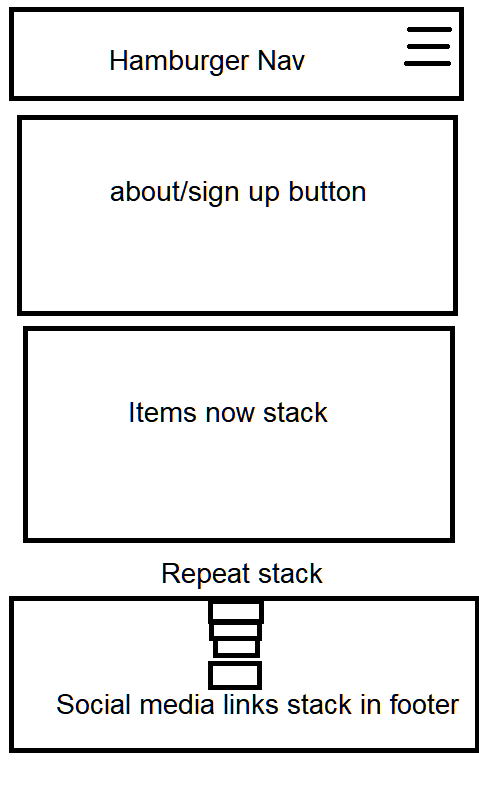 Hamburger Nav
about/sign up button
Items now stack
Repeat stack
Social media links stack in footer